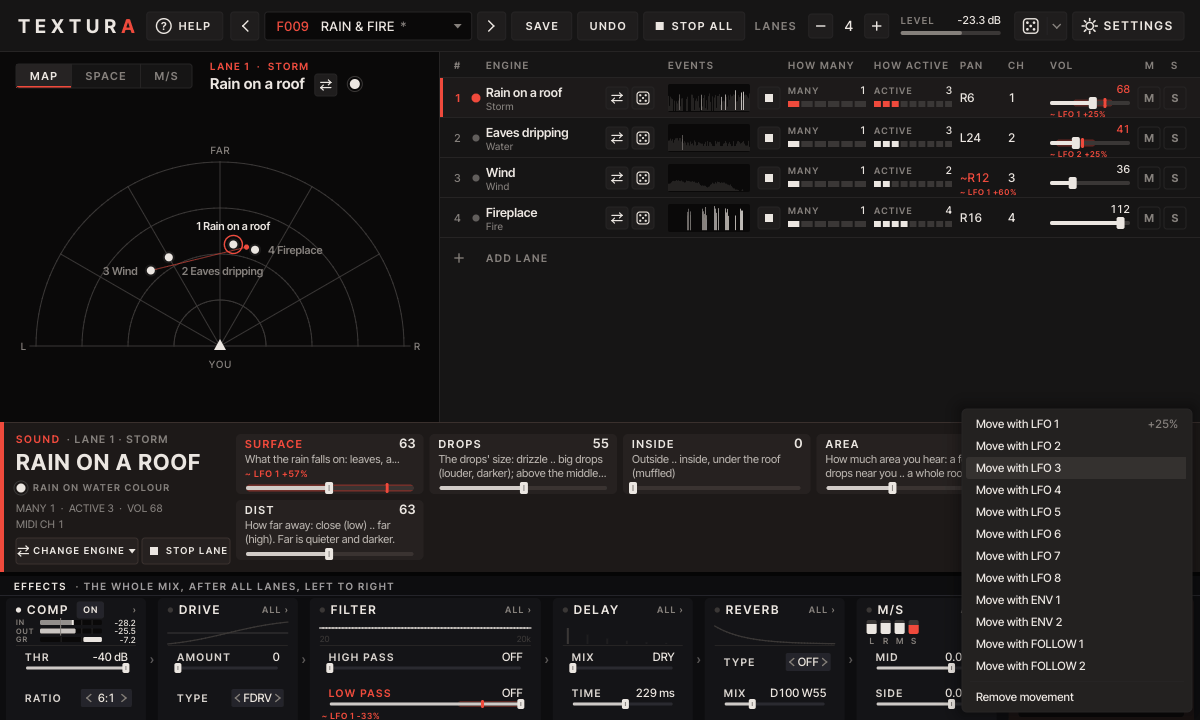 TEXTURA HELP F009 RAIN & FIRE * SAVE UNDO STOP ALL LANES 4 LEVEL -23.3 dB SETTINGS
MAP SPACE M/S
LANE 1 · STORM
Rain on a roof
FAR
1 Rain on a roof
4 Fireplace
3 Wind
2 Eaves dripping
L
R
YOU
# ENGINE EVENTS HOW MANY HOW ACTIVE PAN CH VOL M S
1 Rain on a roof MANY 1 ACTIVE 3 R6 1 68 M S
Storm
~ LFO 1 +25%
2 Eaves dripping MANY 1 ACTIVE 3 L24 2 41 M S
Water
~ LFO 2 +25%
3 Wind MANY 1 ACTIVE 2 ~R12 3 36 M S
Wind
~ LFO 1 +60%
4 Fireplace MANY 1 ACTIVE 4 R16 4 112 M S
Fire
+ ADD LANE
SOUND · LANE 1 · STORM
RAIN ON A ROOF
RAIN ON WATER COLOUR
MANY 1 · ACTIVE 3 · VOL 68
MIDI CH 1
CHANGE ENGINE STOP LANE
SURFACE 63
What the rain falls on: leaves, a...
~ LFO 1 +57%
DROPS 55
The drops' size: drizzle .. big drops
(louder, darker); above the middle...
INSIDE 0
Outside .. inside, under the roof
(muffled)
AREA
How much area you hear: a f
drops near you .. a whole roo
DIST 63
How far away: close (low) .. far
(high). Far is quieter and darker.
Move with LFO 1 +25%
Move with LFO 2
Move with LFO 3
Move with LFO 4
Move with LFO 5
Move with LFO 6
Move with LFO 7
Move with LFO 8
Move with ENV 1
Move with ENV 2
Move with FOLLOW 1
Move with FOLLOW 2
Remove movement
EFFECTS · THE WHOLE MIX, AFTER ALL LANES, LEFT TO RIGHT
COMP ON ›
IN -28.2
OUT -25.5
GR -7.2
THR -40 dB
RATIO < 6:1 >
DRIVE ALL ›
AMOUNT 0
TYPE < FDRV >
FILTER ALL ›
20 20k
HIGH PASS OFF
LOW PASS OFF
~ LFO 1 -33%
DELAY ALL ›
MIX DRY
TIME 229 ms
REVERB ALL ›
TYPE < OFF >
MIX D100 W55
M/S
L R M S
MID 0.0
SIDE 0.0